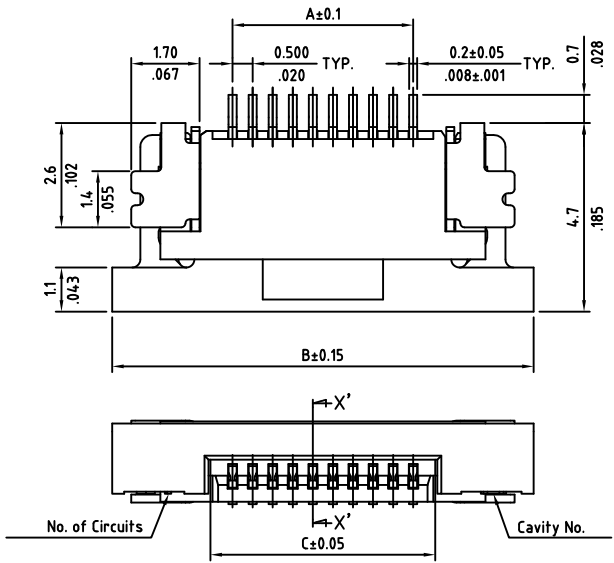 A±0.1
1.70
.067
0.500
.020
TYP.
0.2±0.05
.008±.001
TYP.
0.7
.028
2.6
.102
1.4
.055
4.7
.185
1.1
.043
B±0.15
X'
X'
No. of Circuits
Cavity No.
C±0.05